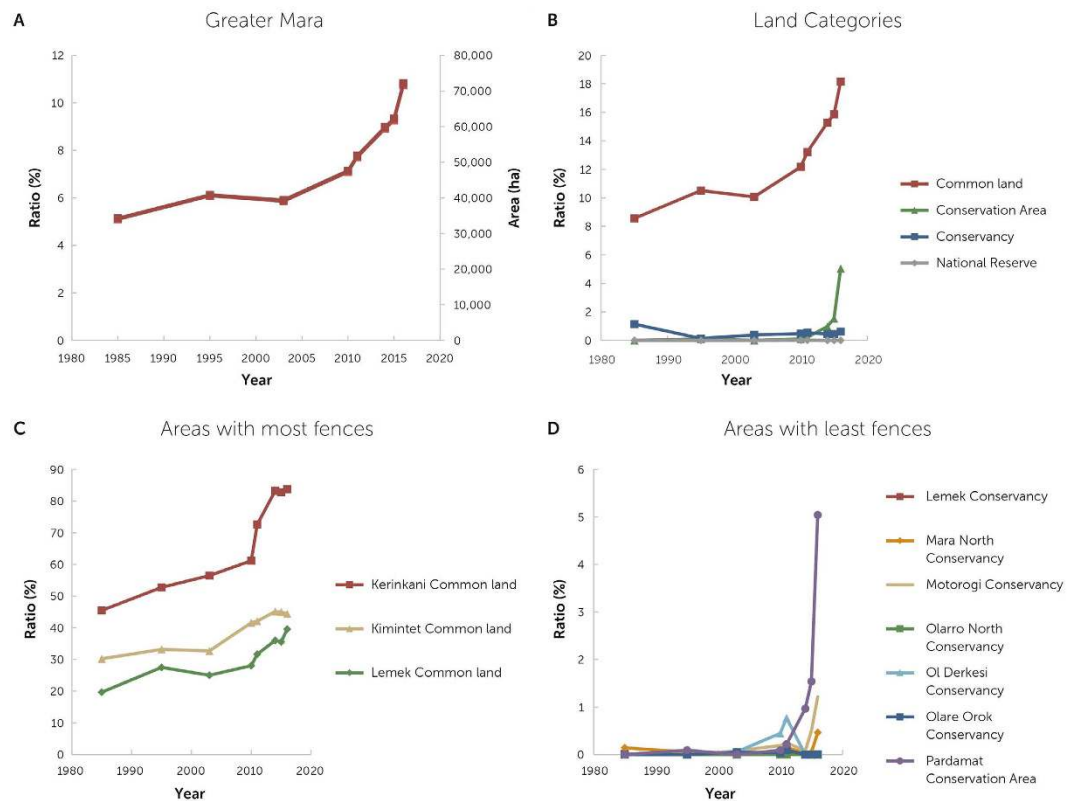 A
Greater Mara
12
10
8
6
4
2
0
Ratio (%)
80,000
70,000
60,000
50,000
40,000
30,000
20,000
10,000
0
Area (ha)
1980 1985 1990 1995 2000 2005 2010 2015 2020
Year
B
Land Categories
20
18
16
14
12
10
8
6
4
2
0
Ratio (%)
1980 1990 2000 2010 2020
Year
Common land
Conservation Area
Conservancy
National Reserve
C
Areas with most fences
90
80
70
60
50
40
30
20
10
0
Ratio (%)
1980 1990 2000 2010 2020
Year
Kerinkani Common land
Kimintet Common land
Lemek Common land
D
Areas with least fences
6
5
4
3
2
1
0
Ratio (%)
1980 1990 2000 2010 2020
Year
Lemek Conservancy
Mara North
Conservancy
Motorogi Conservancy
Olarro North
Conservancy
Ol Derkesi
Conservancy
Olare Orok
Conservancy
Pardamat
Conservation Area